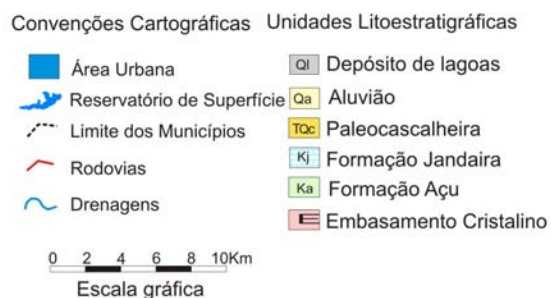 Convenções Cartográficas
Área Urbana
Reservatório de Superfície
Limite dos Municípios
Rodovias
Drenagens
0 2 4 6 8 10Km
Escala gráfica
Unidades Litoestratigráficas
Ql Depósito de lagoas
Qa Aluvião
TQc Paleocascalheira
Kj Formação Jandaira
Ka Formação Açu
E Embasamento Cristalino